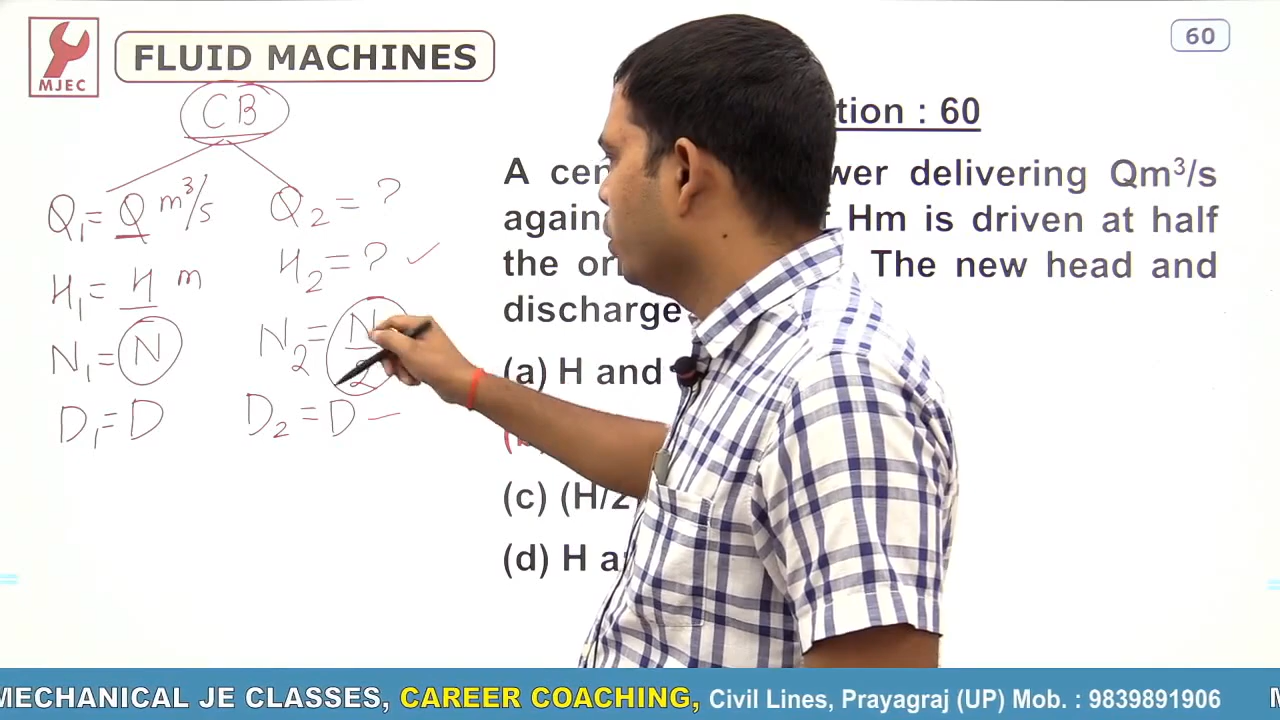 MJEC
FLUID MACHINES
60
CB
tion : 60
Q₁ = Q m³/s
Q₂ = ?
H₁ = H m
H₂ = ? ✓
N₁ = N
N₂ = N/2
D₁ = D
D₂ = D –
A cen wer delivering Qm³/s
again Hm is driven at half
the ori The new head and
discharge
(a) H and
(b)
(c) (H/2
(d) H a
MECHANICAL JE CLASSES, CAREER COACHING, Civil Lines, Prayagraj (UP) Mob. : 9839891906
M